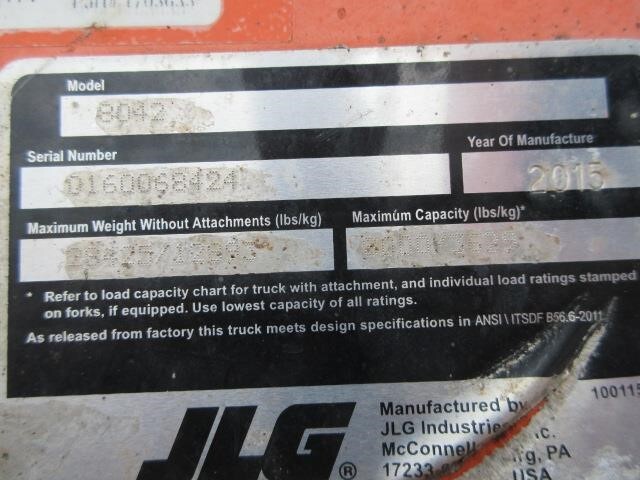 Model
8042
Serial Number
0160068424
Year Of Manufacture
2015
Maximum Weight Without Attachments (lbs/kg)
Maximum Capacity (lbs/kg)*
* Refer to load capacity chart for truck with attachment, and individual load ratings stamped
on forks, if equipped. Use lowest capacity of all ratings.
As released from factory this truck meets design specifications in ANSI \ ITSDF B56.6-2011
100115
JLG®
Manufactured by
JLG Industries
PA
17233
USA